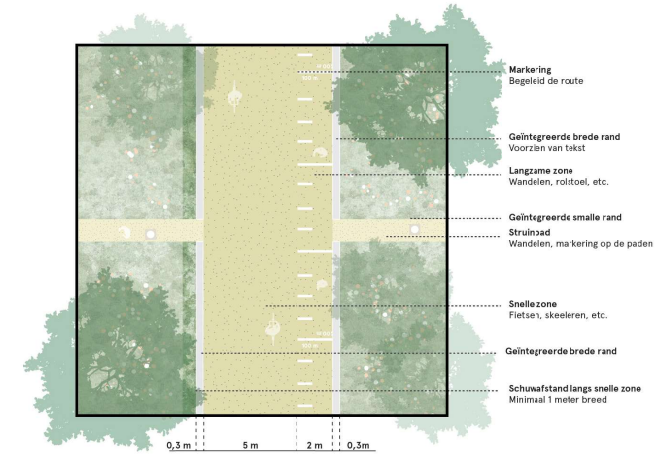 Markering
Begeleid de route
Geïntegreerde brede rand
Voorzien van tekst
Langzame zone
Wandelen, rolstoel, etc.
Geïntegreerde smalle rand
Struinpad
Wandelen, markering op de paden
Snelle zone
Fietsen, skeeleren, etc.
Geïntegreerde brede rand
Schuwafstand langs snelle zone
Minimaal 1 meter breed
0,3 m
5 m
2 m
0,3m